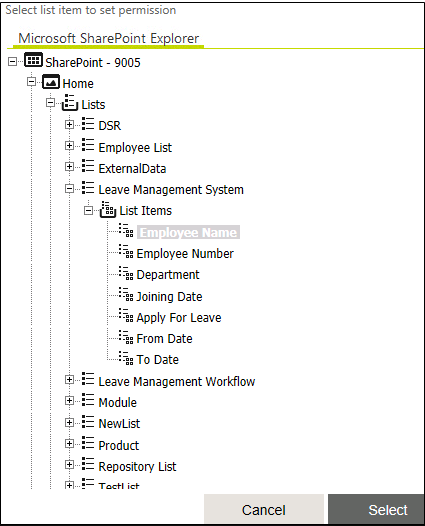 Select list item to set permission
Microsoft SharePoint Explorer
SharePoint - 9005
Home
Lists
DSR
Employee List
ExternalData
Leave Management System
List Items
Employee Name
Employee Number
Department
Joining Date
Apply For Leave
From Date
To Date
Leave Management Workflow
Module
NewList
Product
Repository List
TestList
Cancel Select